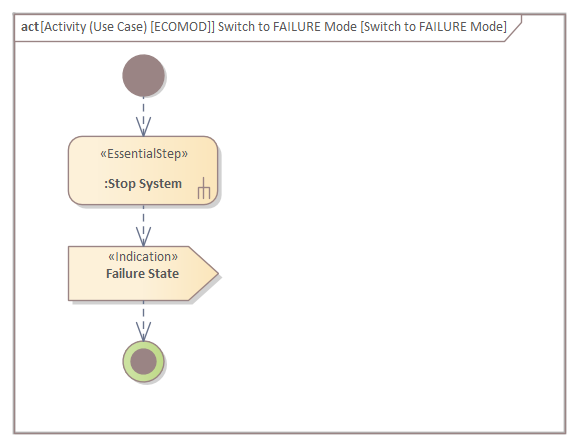 act [Activity (Use Case) [ECOMOD]] Switch to FAILURE Mode [Switch to FAILURE Mode]
«EssentialStep»
:Stop System
«Indication»
Failure State